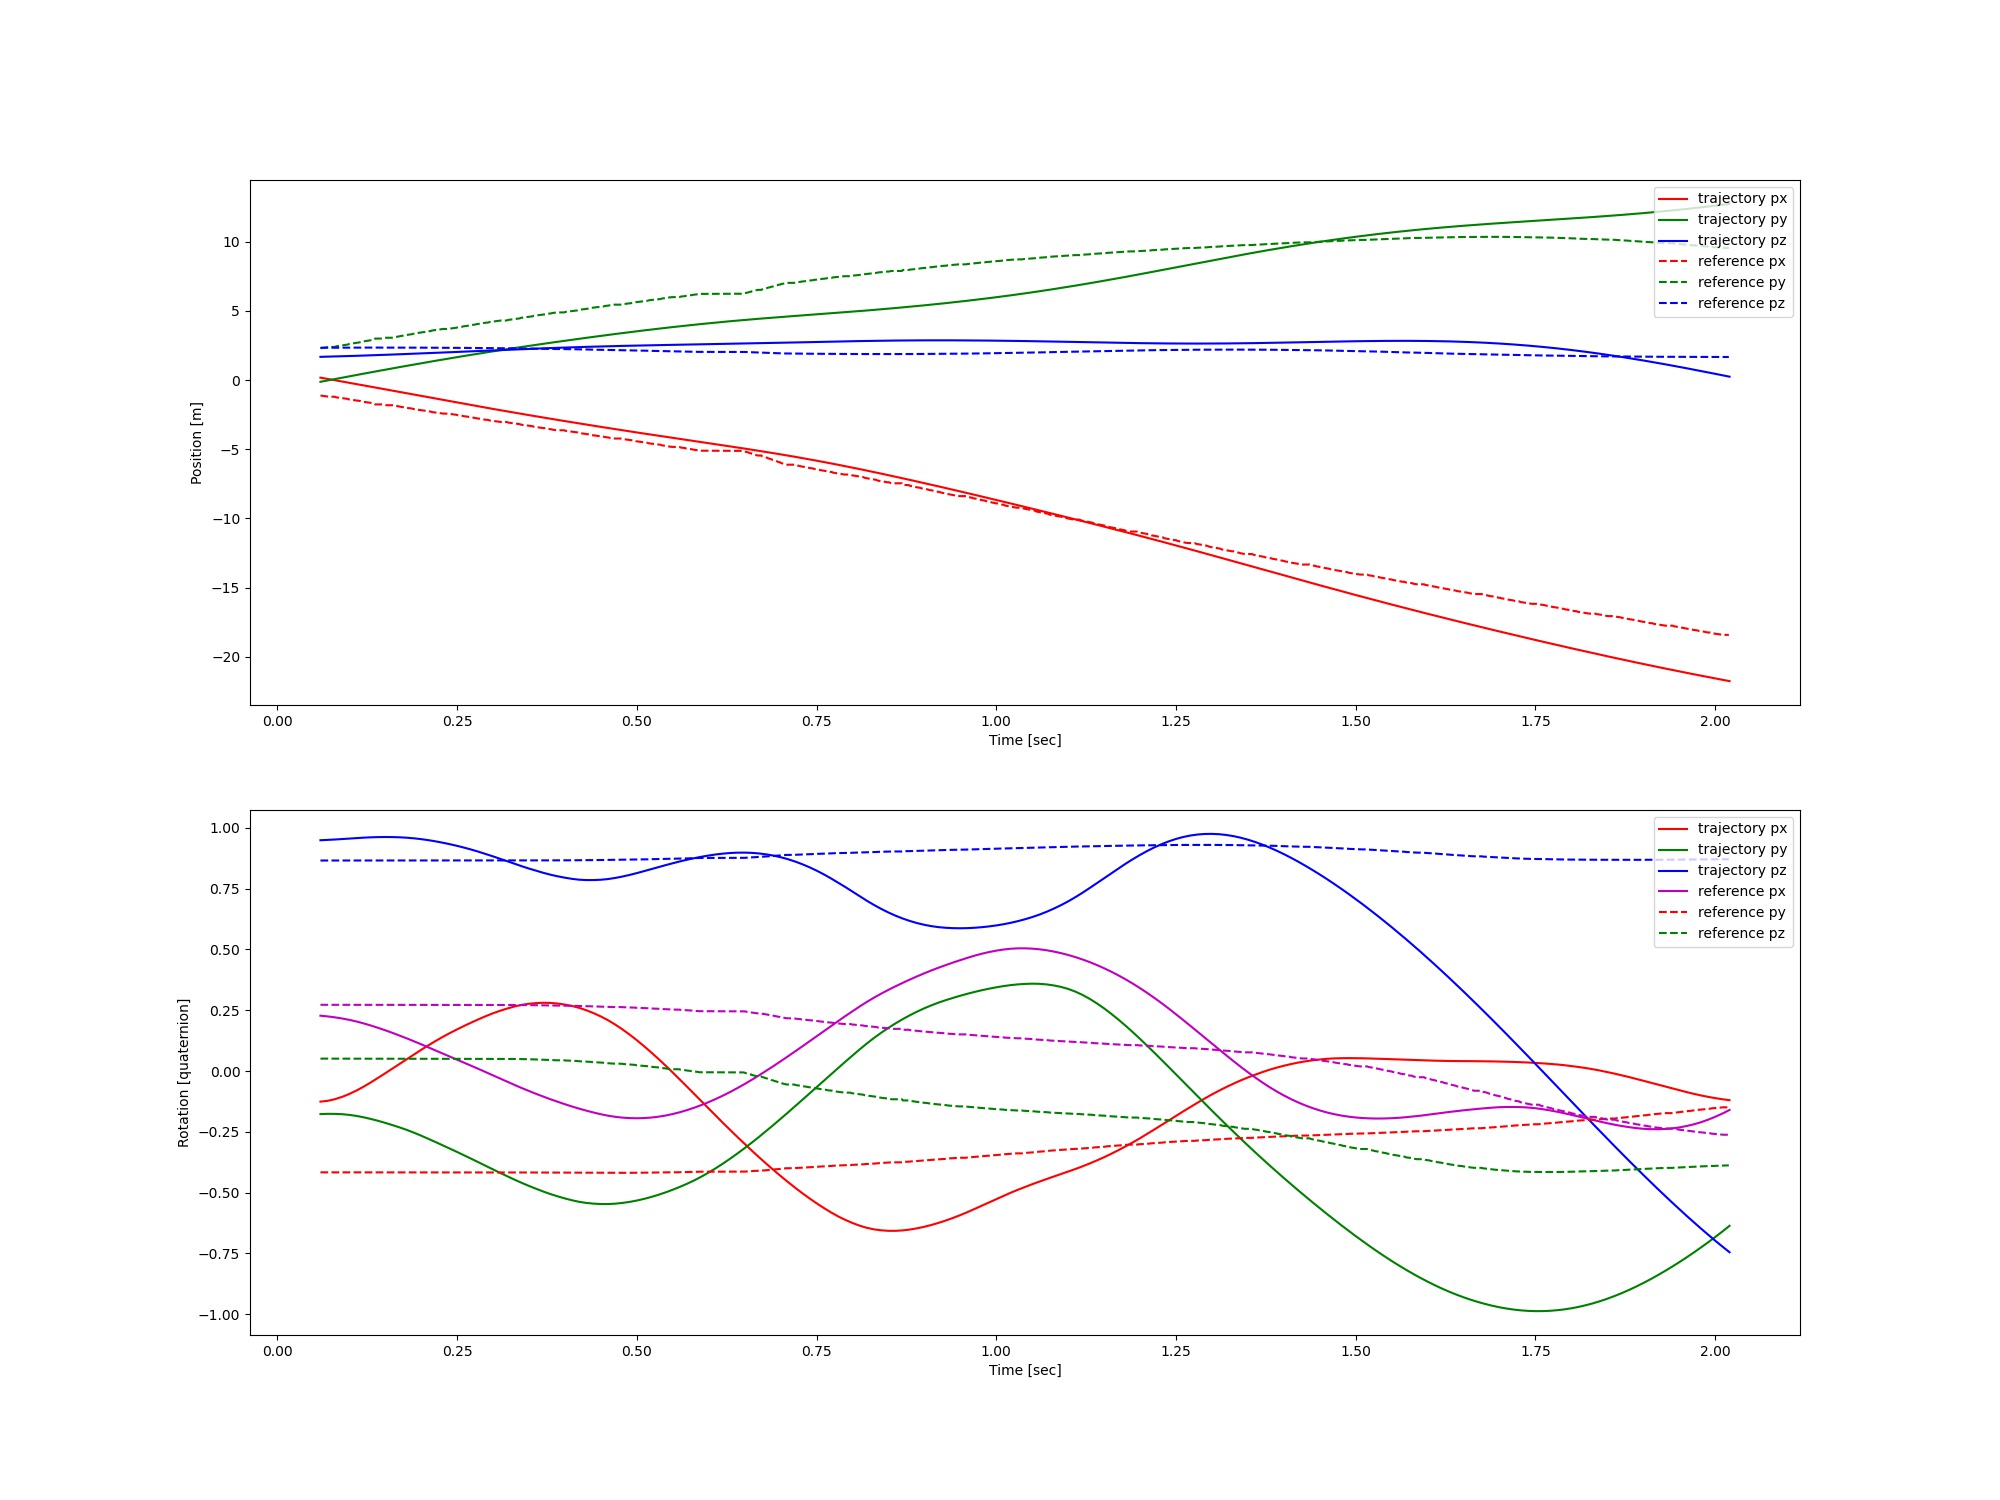 trajectory px
trajectory py
trajectory pz
reference px
reference py
reference pz
10
5
0
−5
−10
−15
−20
Position [m]
0.00 0.25 0.50 0.75 1.00 1.25 1.50 1.75 2.00
Time [sec]
trajectory px
trajectory py
trajectory pz
reference px
reference py
reference pz
1.00
0.75
0.50
0.25
0.00
−0.25
−0.50
−0.75
−1.00
Rotation [quaternion]
0.00 0.25 0.50 0.75 1.00 1.25 1.50 1.75 2.00
Time [sec]